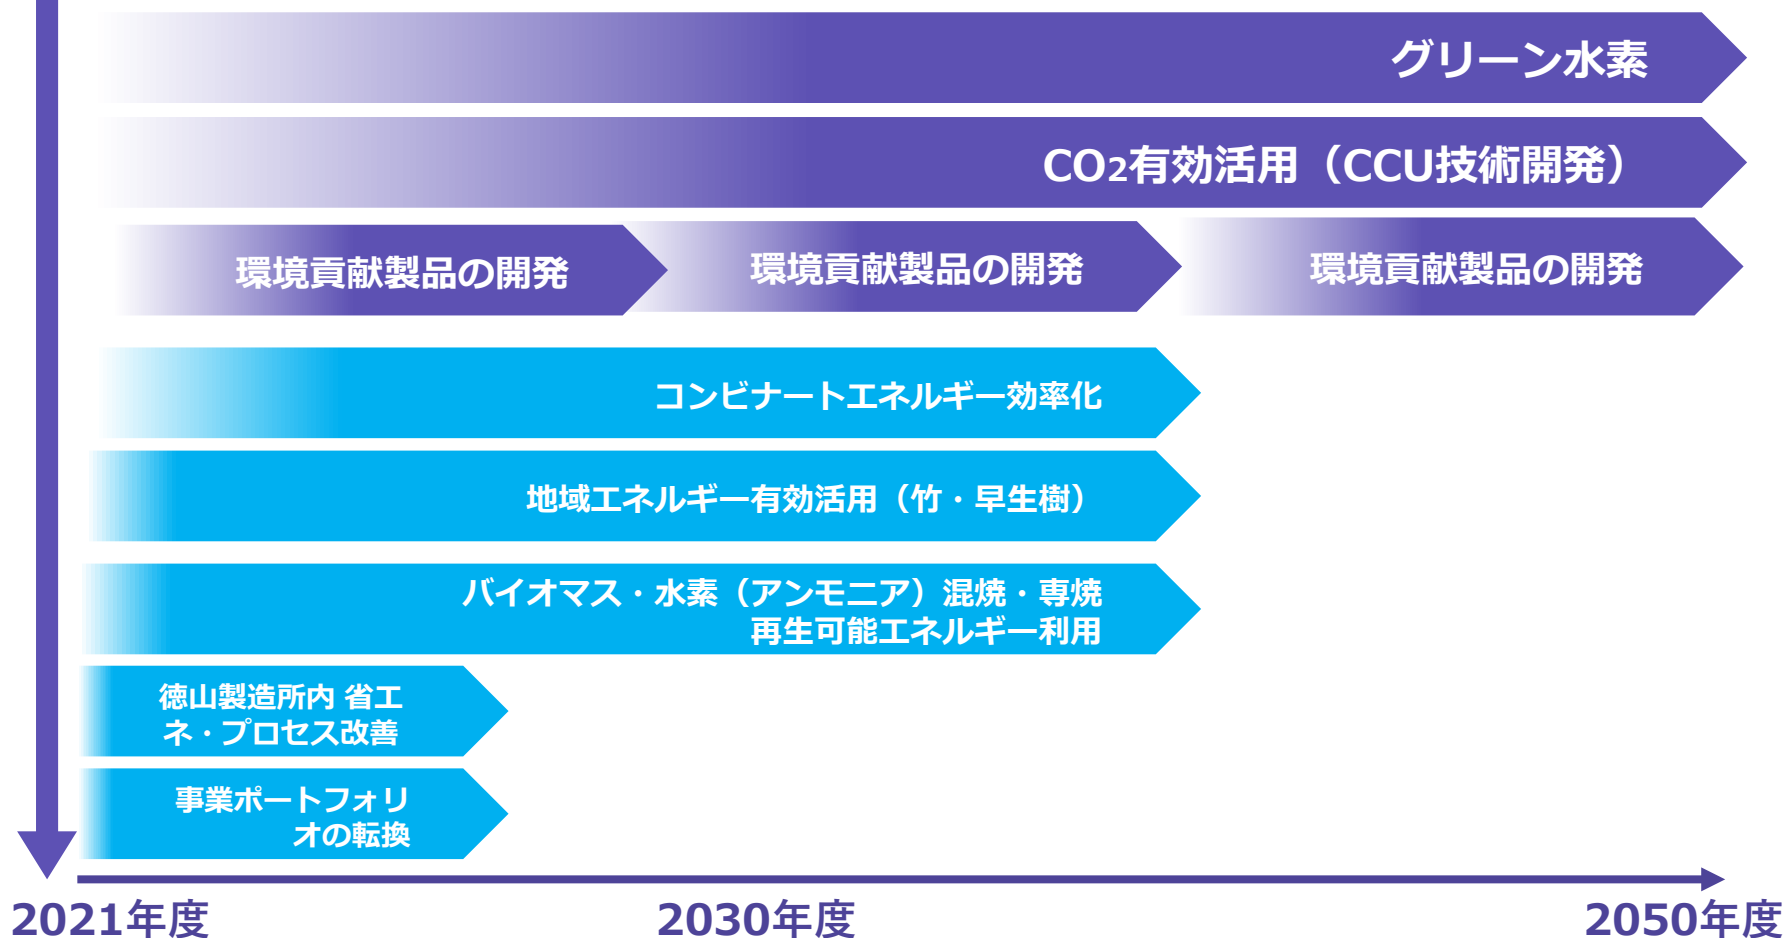 グリーン水素
CO2有効活用（CCU技術開発）
環境貢献製品の開発
環境貢献製品の開発
環境貢献製品の開発
コンビナートエネルギー効率化
地域エネルギー有効活用（竹・早生樹）
バイオマス・水素（アンモニア）混焼・専焼
再生可能エネルギー利用
徳山製造所内 省エ
ネ・プロセス改善
事業ポートフォリ
オの転換
2021年度
2030年度
2050年度